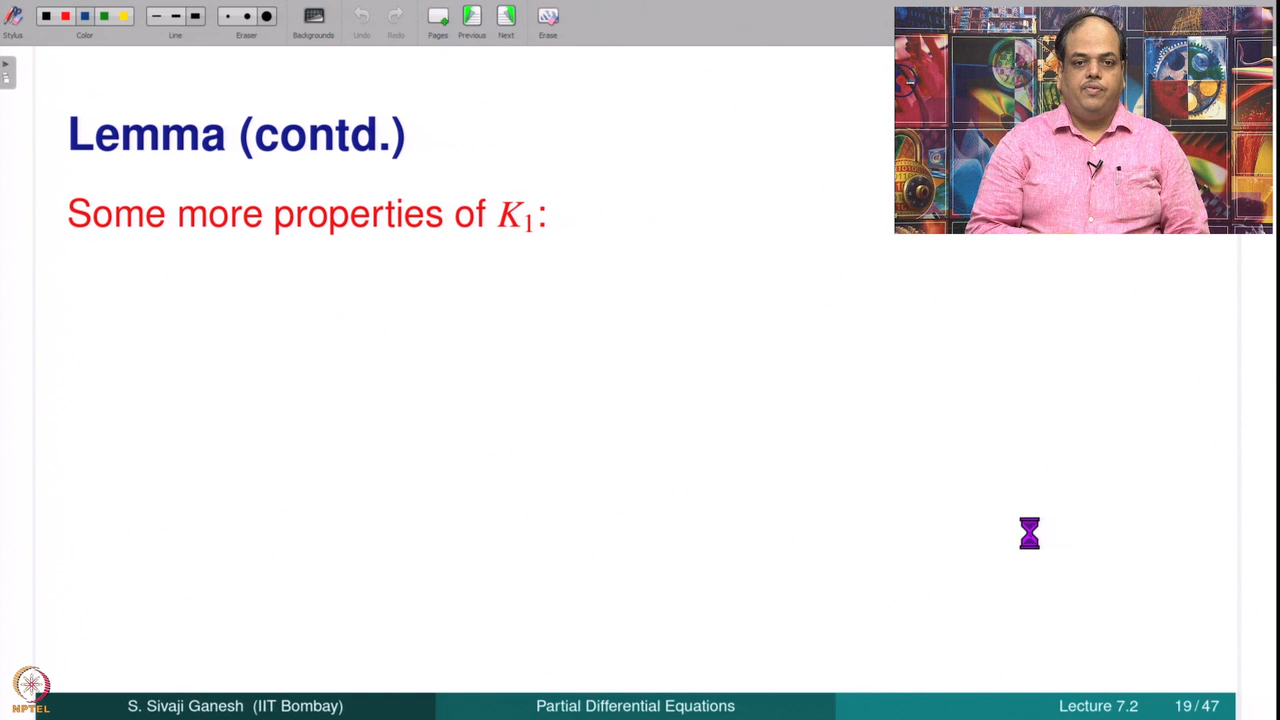 Stylus
Color
Line
Eraser
Backgrounds
Undo
Redo
Pages
Previous
Next
Erase
Lemma (contd.)
Some more properties of K₁:
NPTEL
S. Sivaji Ganesh (IIT Bombay)
Partial Differential Equations
Lecture 7.2
19/47